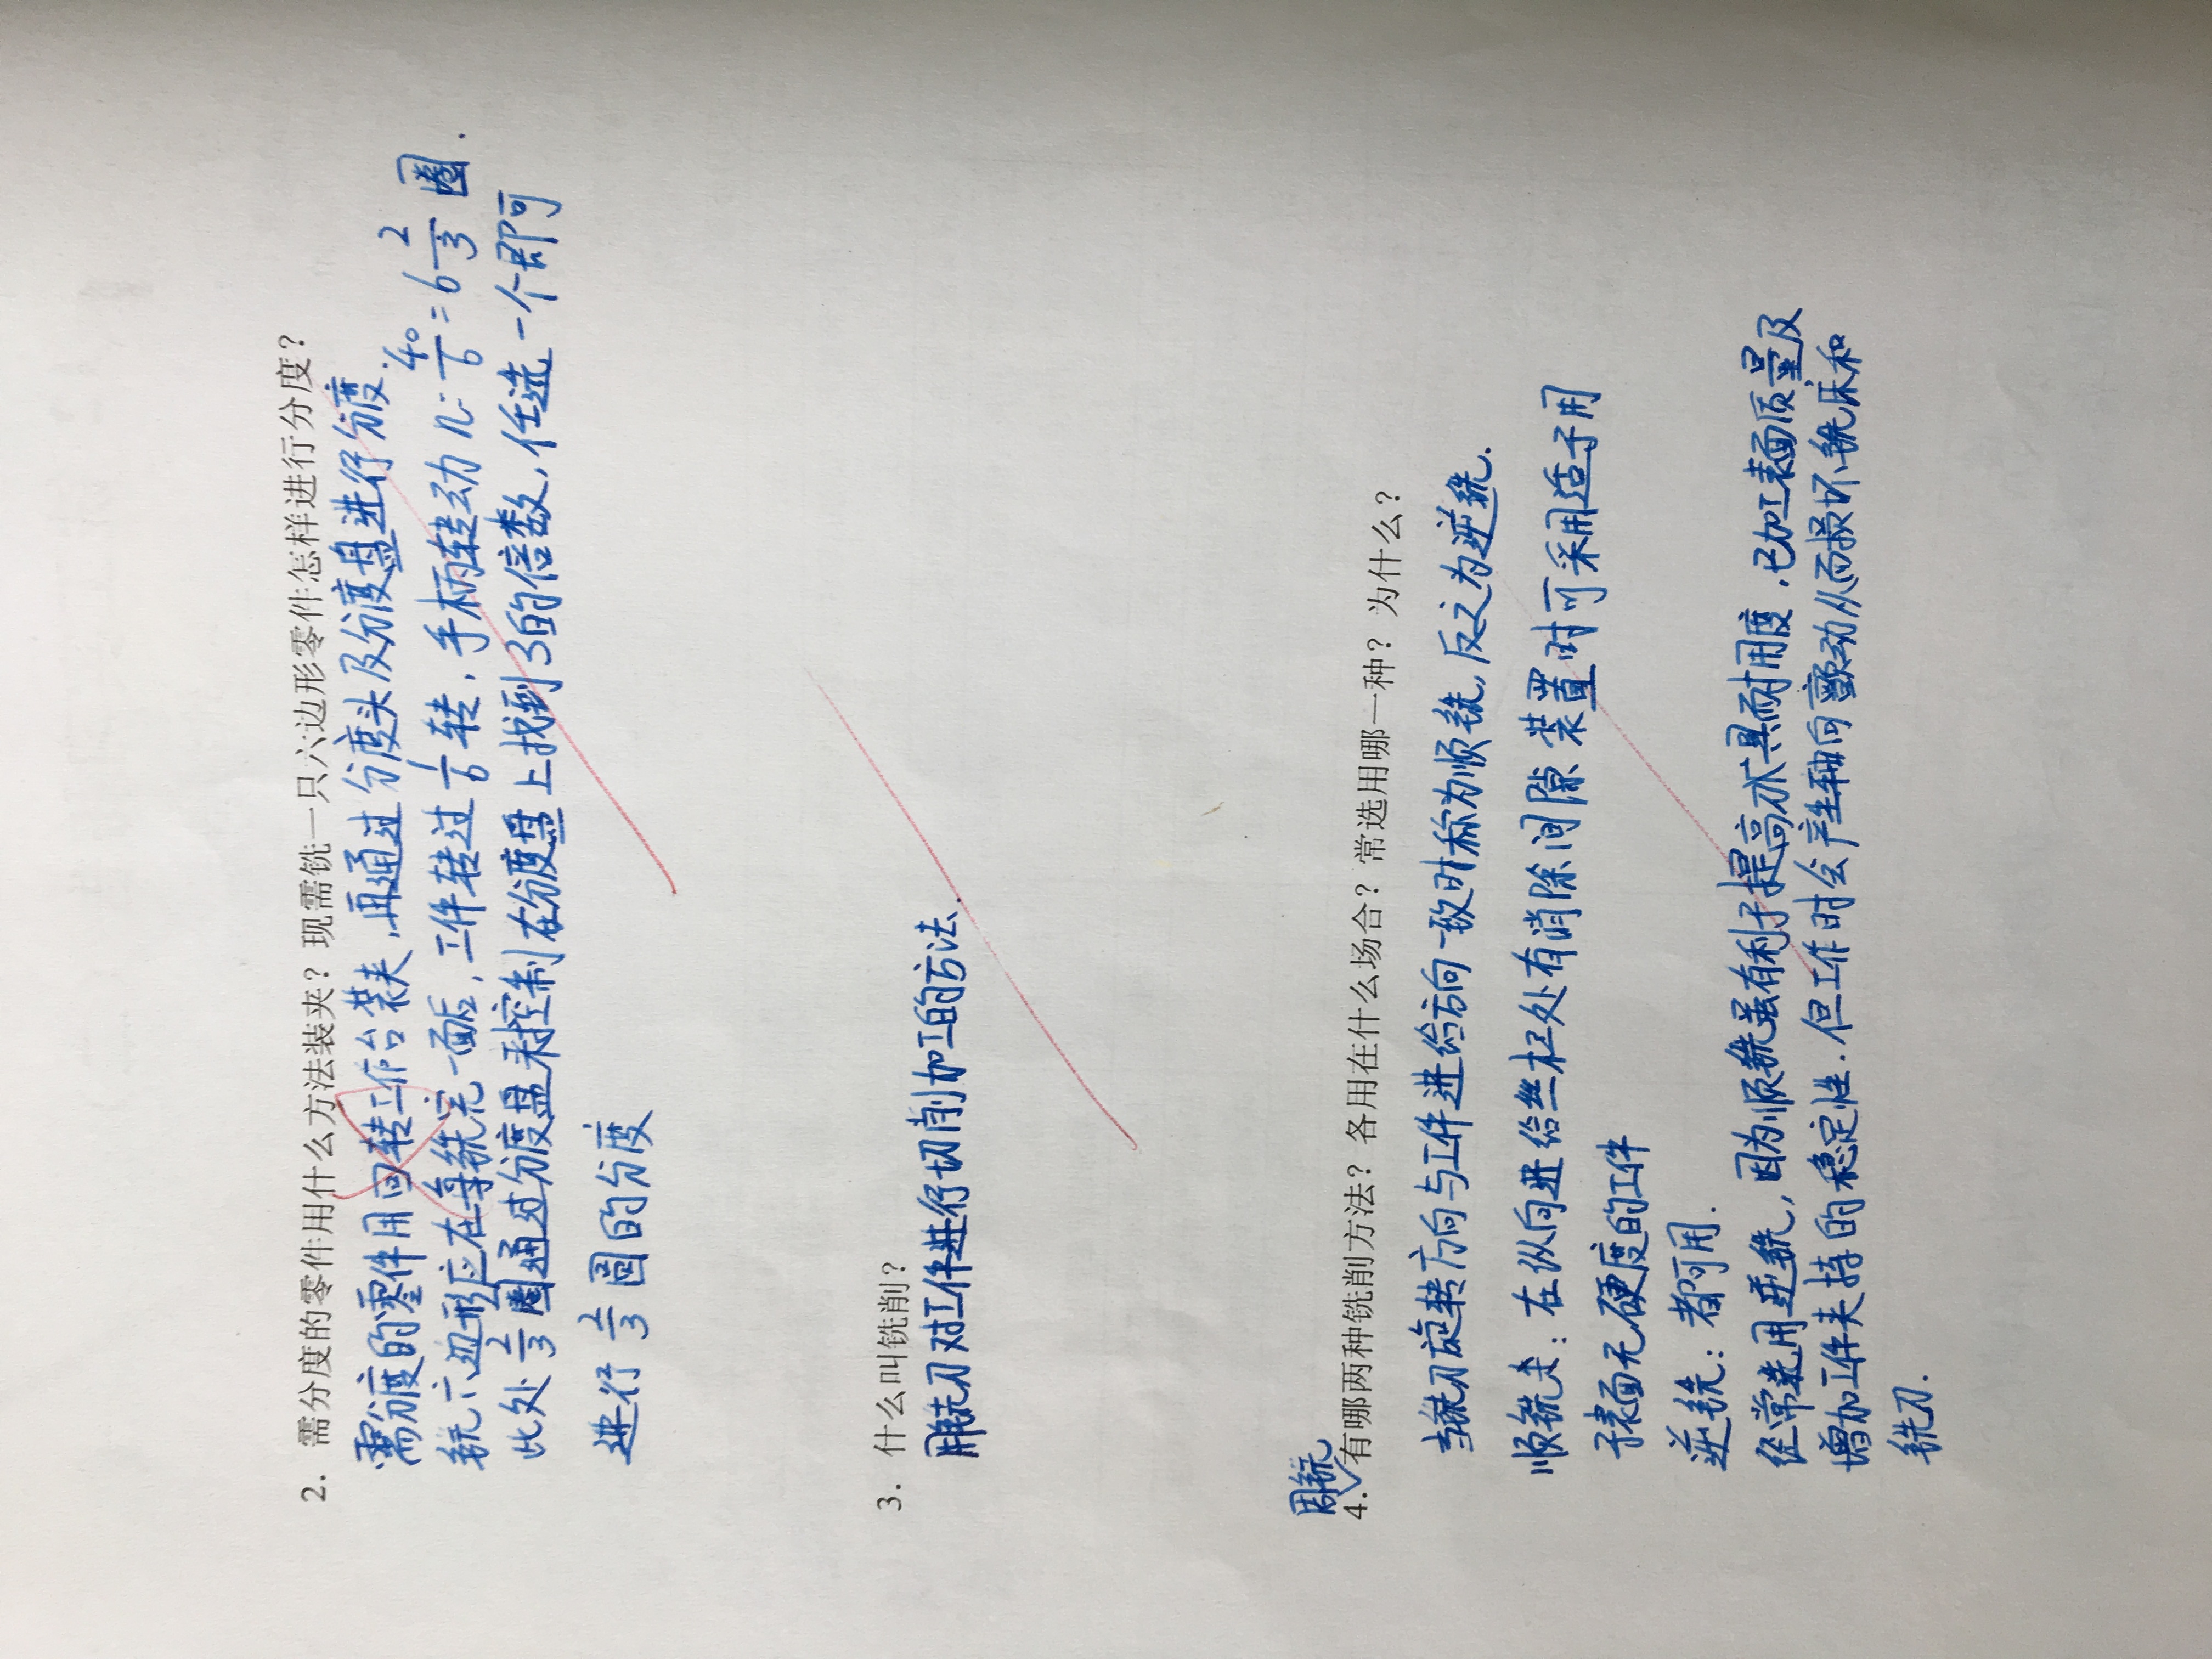 2. 需分度的零件用什么方法装夹？现需铣一只六边形零件怎样进行分度？
需分度的零件用回转工作台装夹,再通过分度头及分度盘进行分度.
铣六边形应在每铣完一面后,工件转过1/6转,手柄转动n=40/6=6 2/3圈.
此处2/3圈通过分度盘来控制在分度盘上找到3的倍数,任选一个即可
进行2/3圆的分度
3. 什么叫铣削？
用铣刀对工件进行切削加工的方法.
周铣
4. 有哪两种铣削方法？各用在什么场合？常选用哪一种？为什么？
当铣刀旋转方向与工件进给方向一致时称为顺铣,反之为逆铣.
顺铣：在纵向进给丝杠处有消除间隙装置时可采用适于用
于表面无硬度的工件
逆铣：都可用.
经常选用逆铣,因为顺铣虽有利于提高刀具耐用度,已加工表面质量及
增加工件夹持的稳定性.但工作时会产生轴向颤动从而损坏铣床和
铣刀.